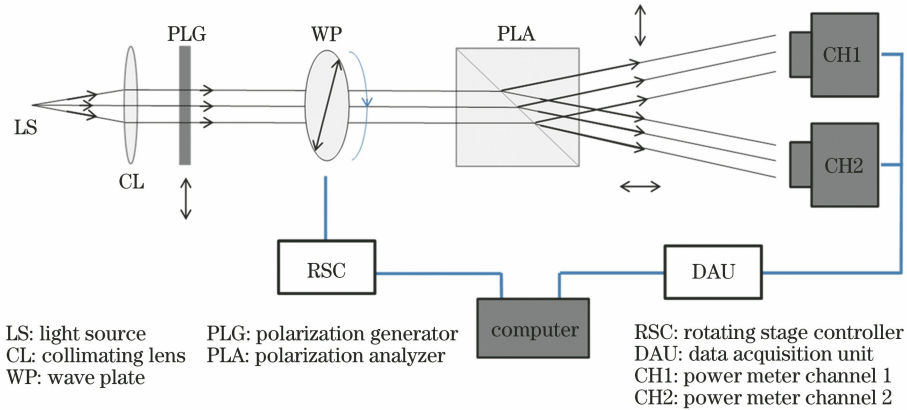 PLG
WP
PLA
CH1
LS
CL
CH2
RSC
DAU
computer
LS: light source
CL: collimating lens
WP: wave plate
PLG: polarization generator
PLA: polarization analyzer
RSC: rotating stage controller
DAU: data acquisition unit
CH1: power meter channel 1
CH2: power meter channel 2